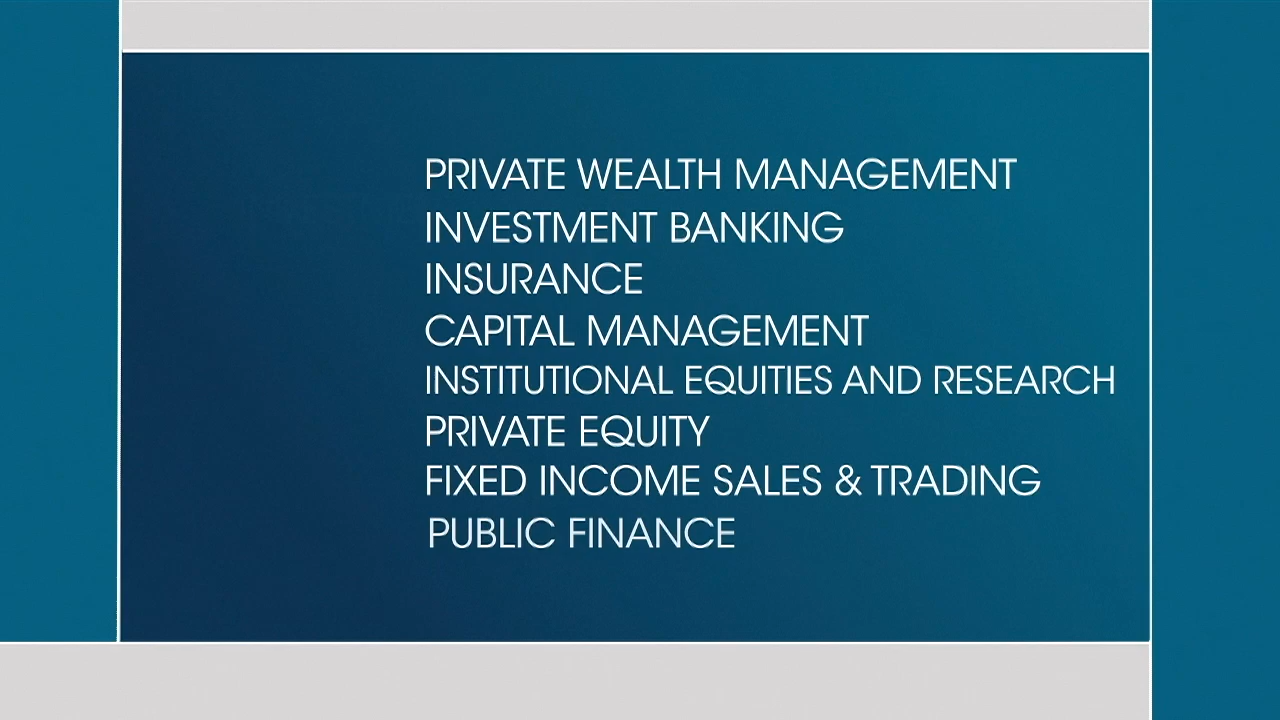 PRIVATE WEALTH MANAGEMENT
INVESTMENT BANKING
INSURANCE
CAPITAL MANAGEMENT
INSTITUTIONAL EQUITIES AND RESEARCH
PRIVATE EQUITY
FIXED INCOME SALES & TRADING
PUBLIC FINANCE